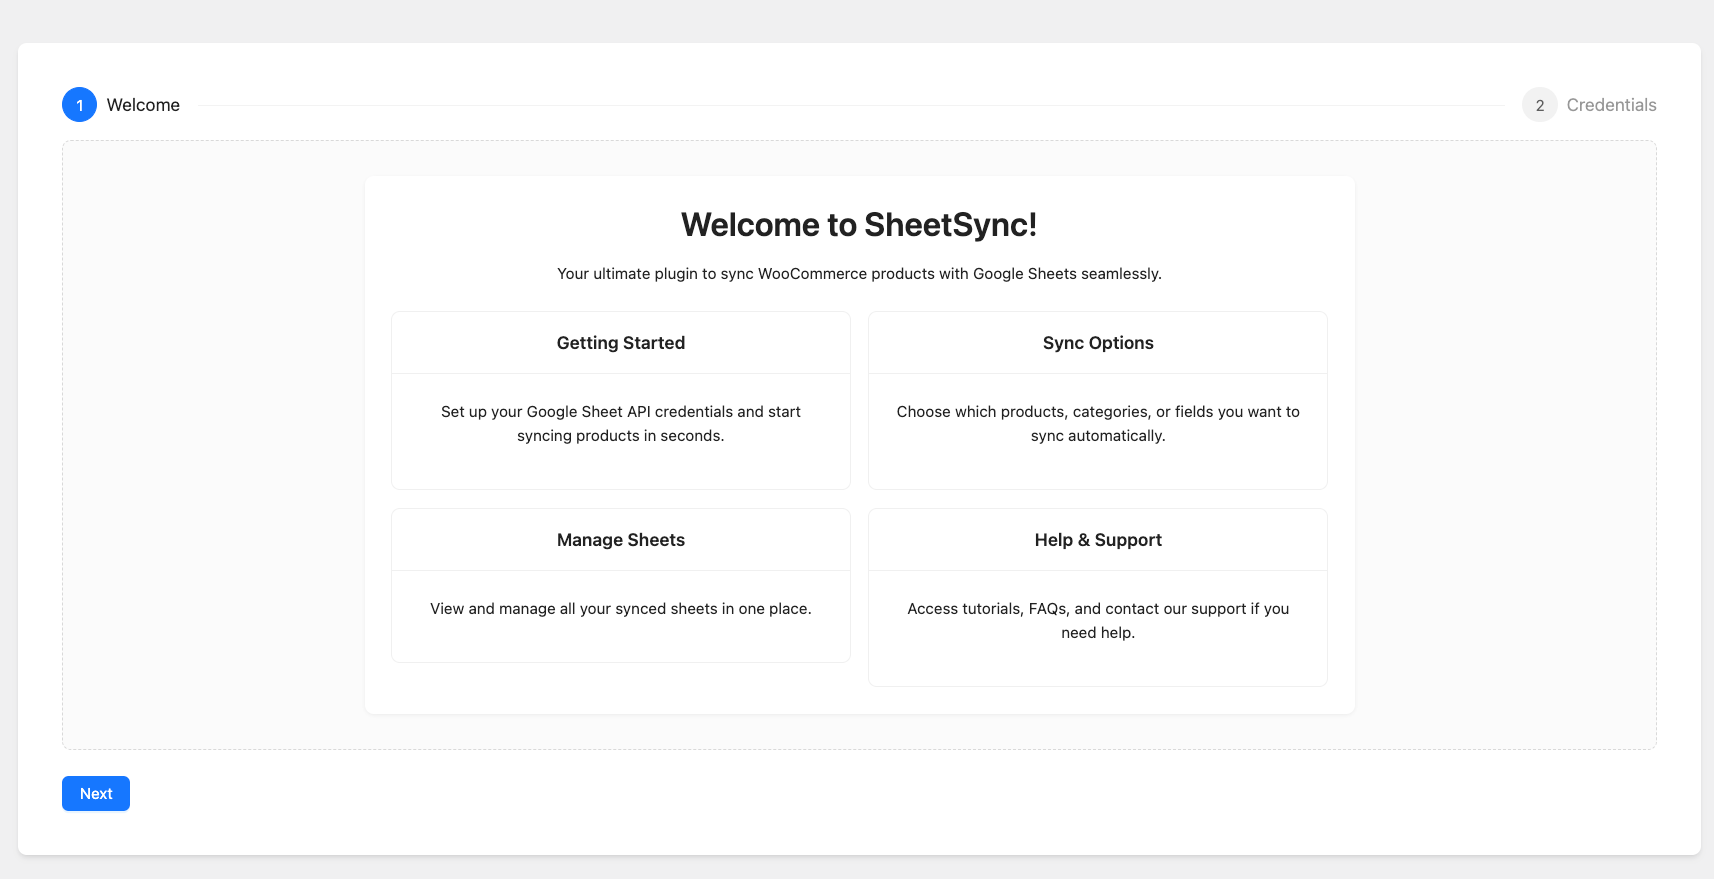 1 Welcome
2 Credentials
Welcome to SheetSync!
Your ultimate plugin to sync WooCommerce products with Google Sheets seamlessly.
Getting Started
Set up your Google Sheet API credentials and start
syncing products in seconds.
Sync Options
Choose which products, categories, or fields you want to
sync automatically.
Manage Sheets
View and manage all your synced sheets in one place.
Help & Support
Access tutorials, FAQs, and contact our support if you
need help.
Next